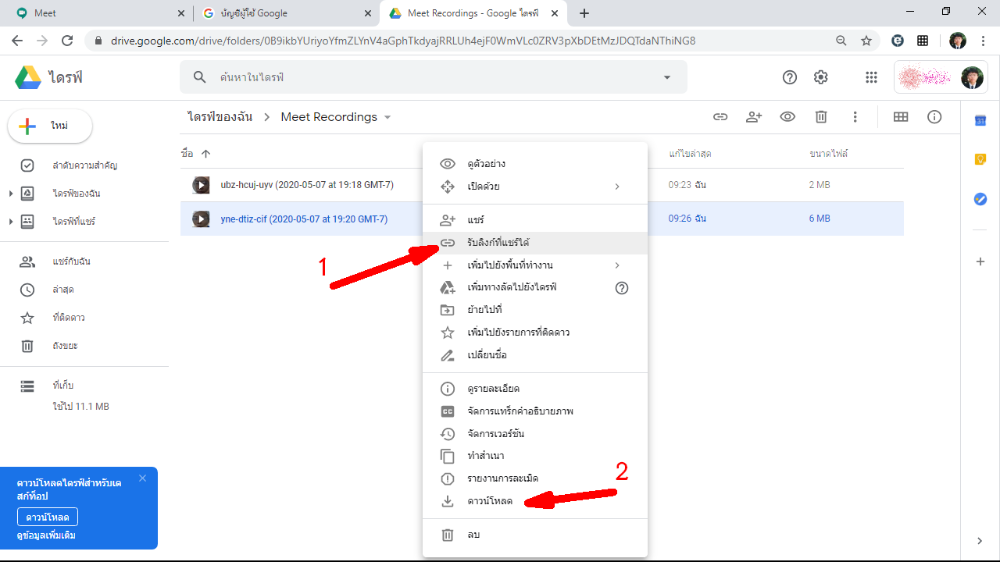 Meet
บัญชีผู้ใช้ Google
Meet Recordings - Google ไดรฟ์
drive.google.com/drive/folders/0B9ikbYUriyoYfmZLYnV4aGphTkdyajRRLUh4ejF0WmVLc0ZRV3pXbDEtMzJDQTdaNThiNG8
ไดรฟ์
ค้นหาในไดรฟ์
ใหม่
ไดรฟ์ของฉัน
Meet Recordings
31
ลำดับความสำคัญ
ไดรฟ์ของฉัน
ไดรฟ์ที่แชร์
แชร์กับฉัน
ล่าสุด
ที่ติดดาว
ถังขยะ
ที่เก็บ
ใช้ไป 11.1 MB
ดาวน์โหลดไดรฟ์สำหรับเด
สก์ท็อป
ดาวน์โหลด
ดูข้อมูลเพิ่มเติม
ชื่อ
แก้ไขล่าสุด
ขนาดไฟล์
ubz-hcuj-uyv (2020-05-07 at 19:18 GMT-7)
09:23 ฉัน
2 MB
yne-dtiz-cif (2020-05-07 at 19:20 GMT-7)
09:26 ฉัน
6 MB
ดูตัวอย่าง
เปิดด้วย
แชร์
รับลิงก์ที่แชร์ได้
เพิ่มไปยังพื้นที่ทำงาน
เพิ่มทางลัดไปยังไดรฟ์
ย้ายไปที่
เพิ่มไปยังรายการที่ติดดาว
เปลี่ยนชื่อ
ดูรายละเอียด
CC
จัดการแทร็กคำอธิบายภาพ
จัดการเวอร์ชัน
ทำสำเนา
รายงานการละเมิด
ดาวน์โหลด
ลบ
1
2